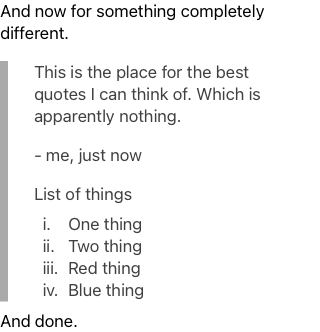 And now for something completely
different.
This is the place for the best
quotes I can think of. Which is
apparently nothing.
- me, just now
List of things
i. One thing
ii. Two thing
iii. Red thing
iv. Blue thing
And done.